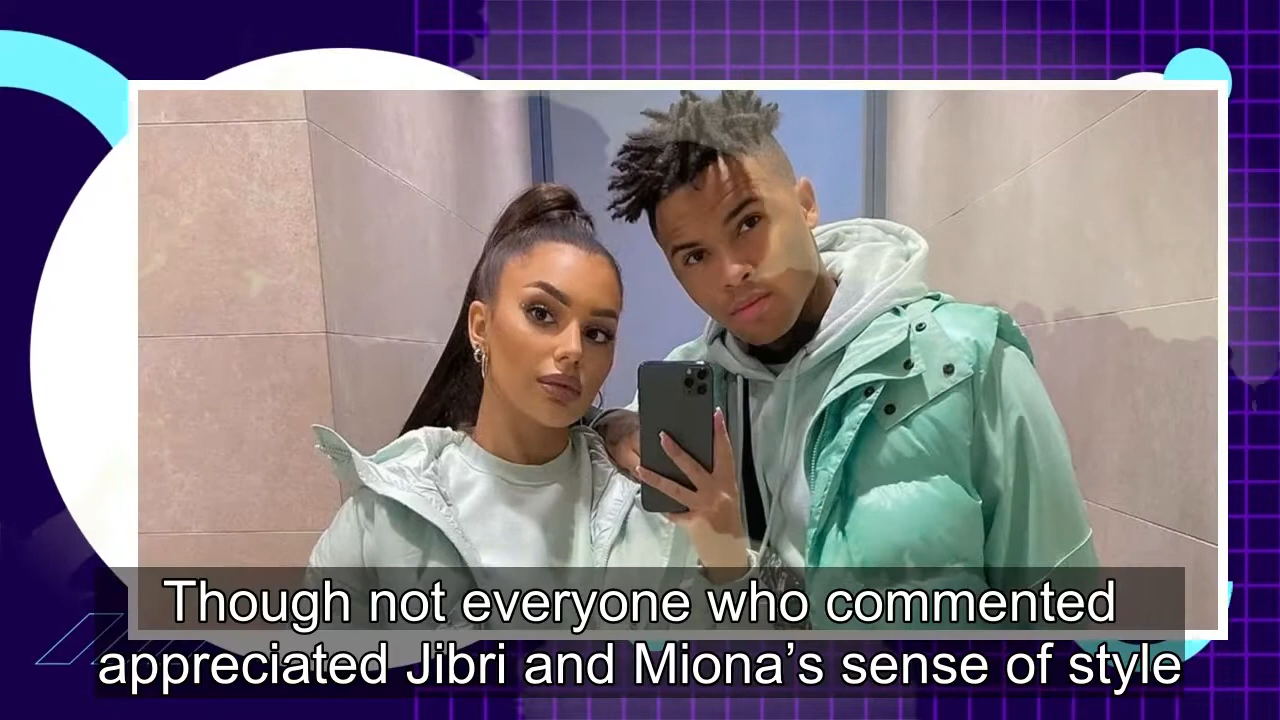 Though not everyone who commented
appreciated Jibri and Miona’s sense of style